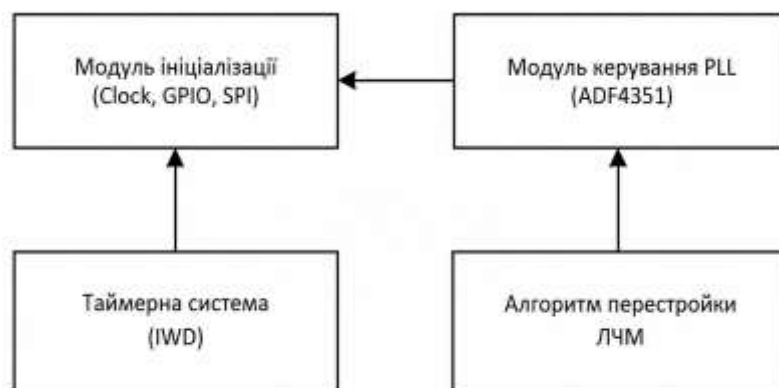 Модуль ініціалізації
(Clock, GPIO, SPI)
Модуль керування PLL
(ADF4351)
Таймерна система
(IWD)
Алгоритм перестройки
ЛЧМ